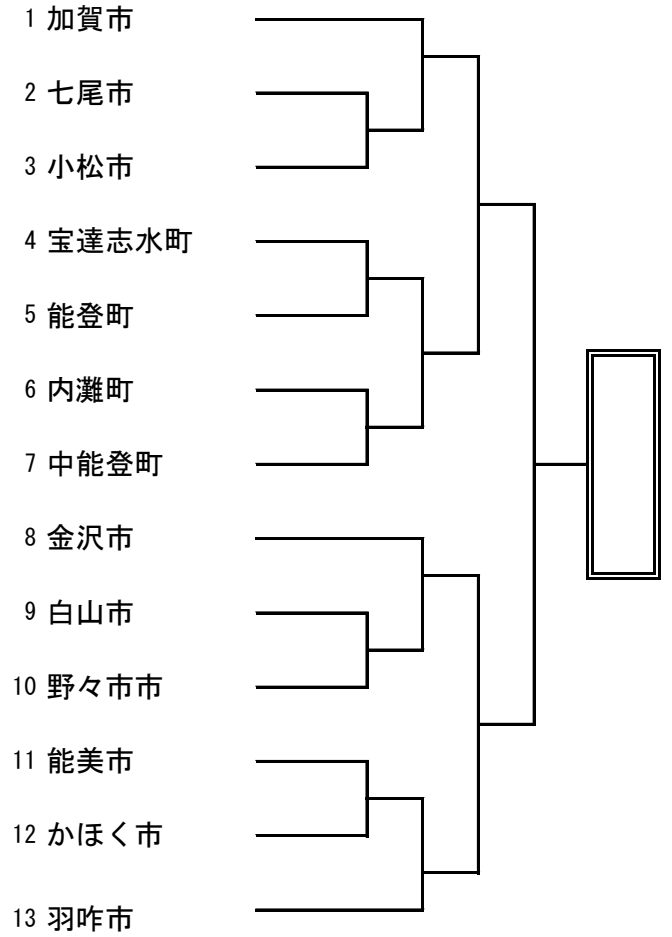 1 加賀市
2 七尾市
3 小松市
4 宝達志水町
5 能登町
6 内灘町
7 中能登町
8 金沢市
9 白山市
10 野々市市
11 能美市
12 かほく市
13 羽咋市